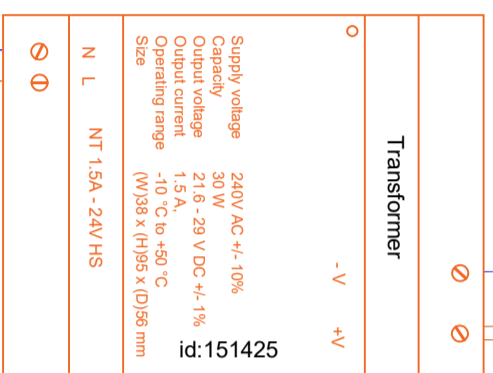 Transformer
- V +V
Supply voltage 240V AC +/- 10%
Capacity 30 W
Output voltage 21.6 - 29 V DC +/- 1%
Output current 1.5 A,
Operating range -10 °C to +50 °C
Size (W)38 x (H)95 x (D)56 mm
N L NT 1.5A - 24V HS
id:151425